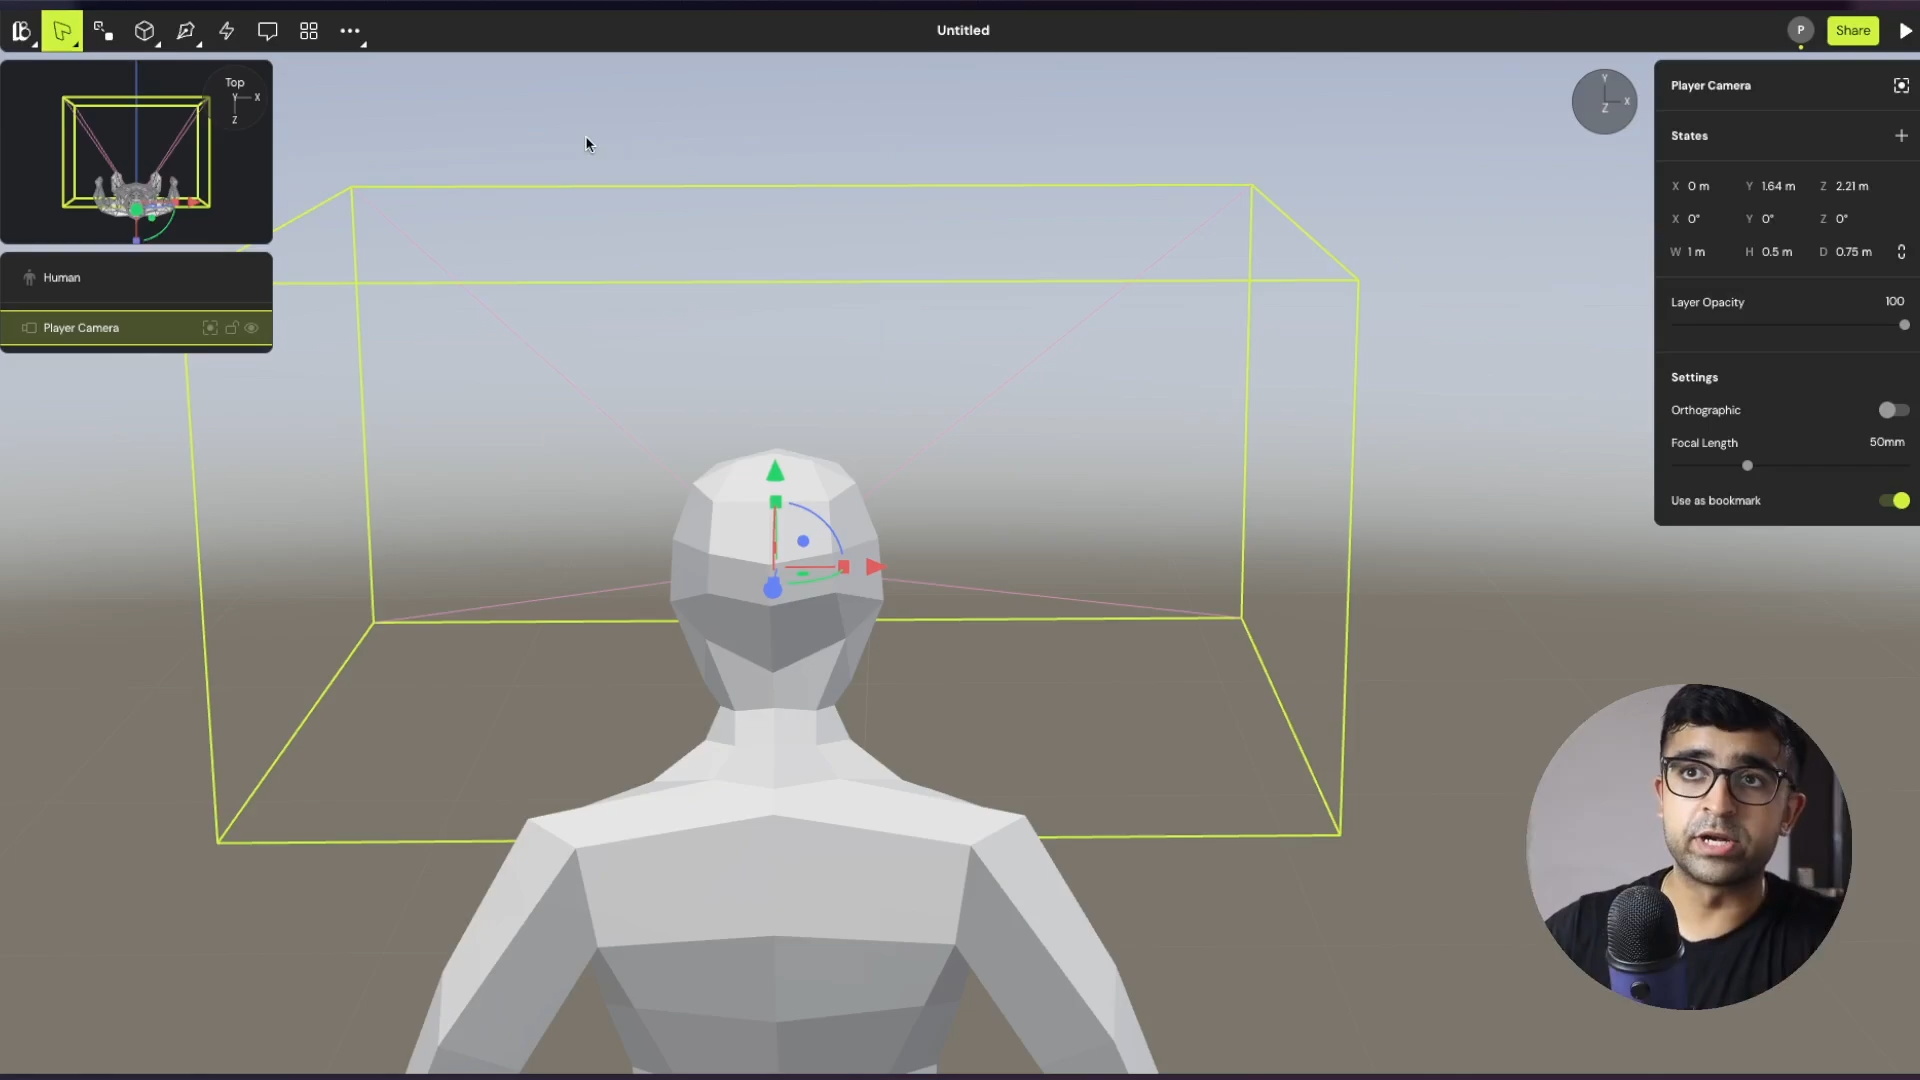 Untitled
P
Share
Top
Y X
Z
Y
Z X
Human
Player Camera
Player Camera
States
X 0 m Y 1.64 m Z 2.21 m
X 0° Y 0° Z 0°
W 1 m H 0.5 m D 0.75 m
Layer Opacity 100
Settings
Orthographic
Focal Length 50mm
Use as bookmark